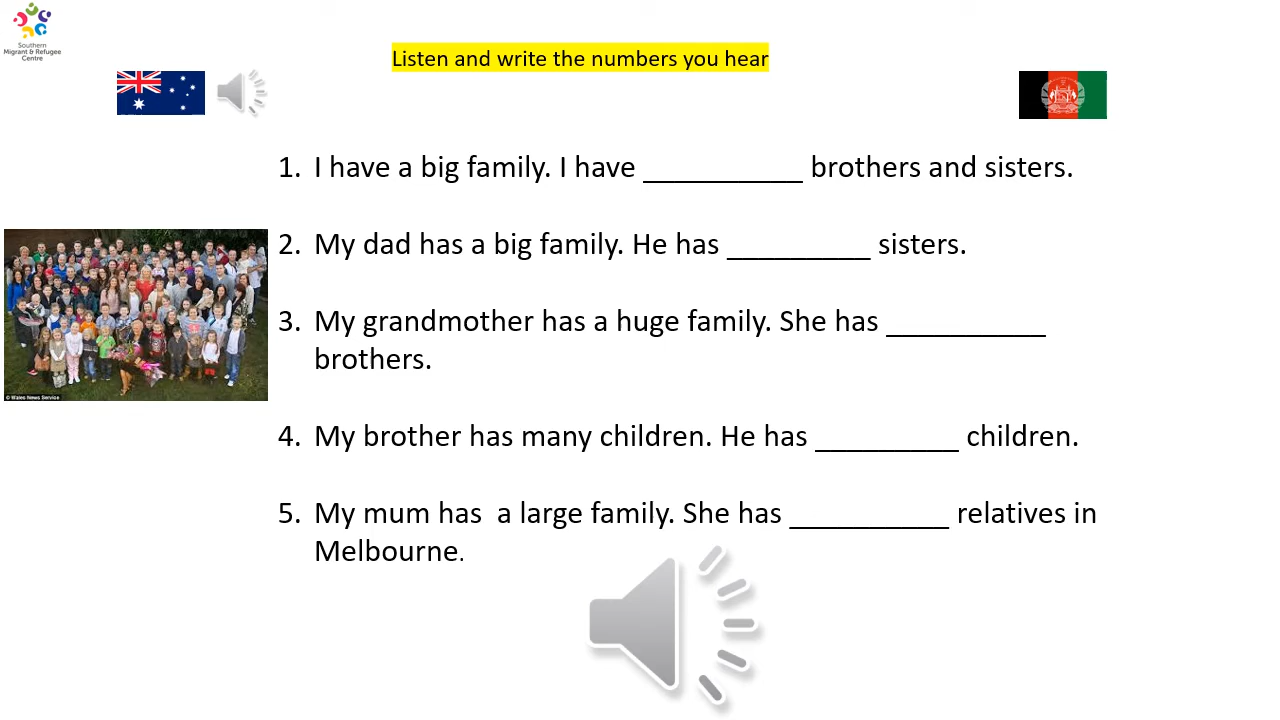 Southern
Migrant & Refugee
Centre
Listen and write the numbers you hear
1. I have a big family. I have __________ brothers and sisters.
2. My dad has a big family. He has _________ sisters.
3. My grandmother has a huge family. She has __________
brothers.
4. My brother has many children. He has _________ children.
5. My mum has  a large family. She has __________ relatives in
Melbourne.
© Wales News Service